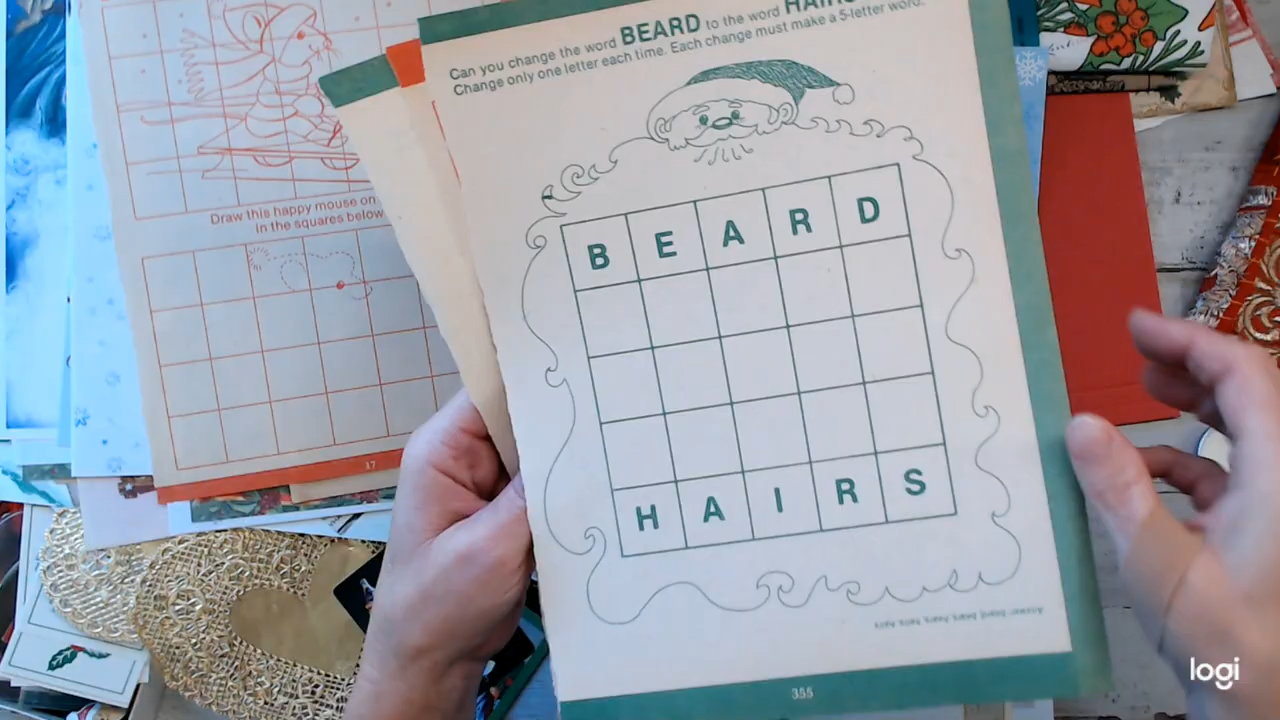 Can you change the word BEARD to the word HAIRS
Change only one letter each time. Each change must make a 5-letter word.
B E A R D
H A I R S
355
Draw this happy mouse on
in the squares below
17
logi